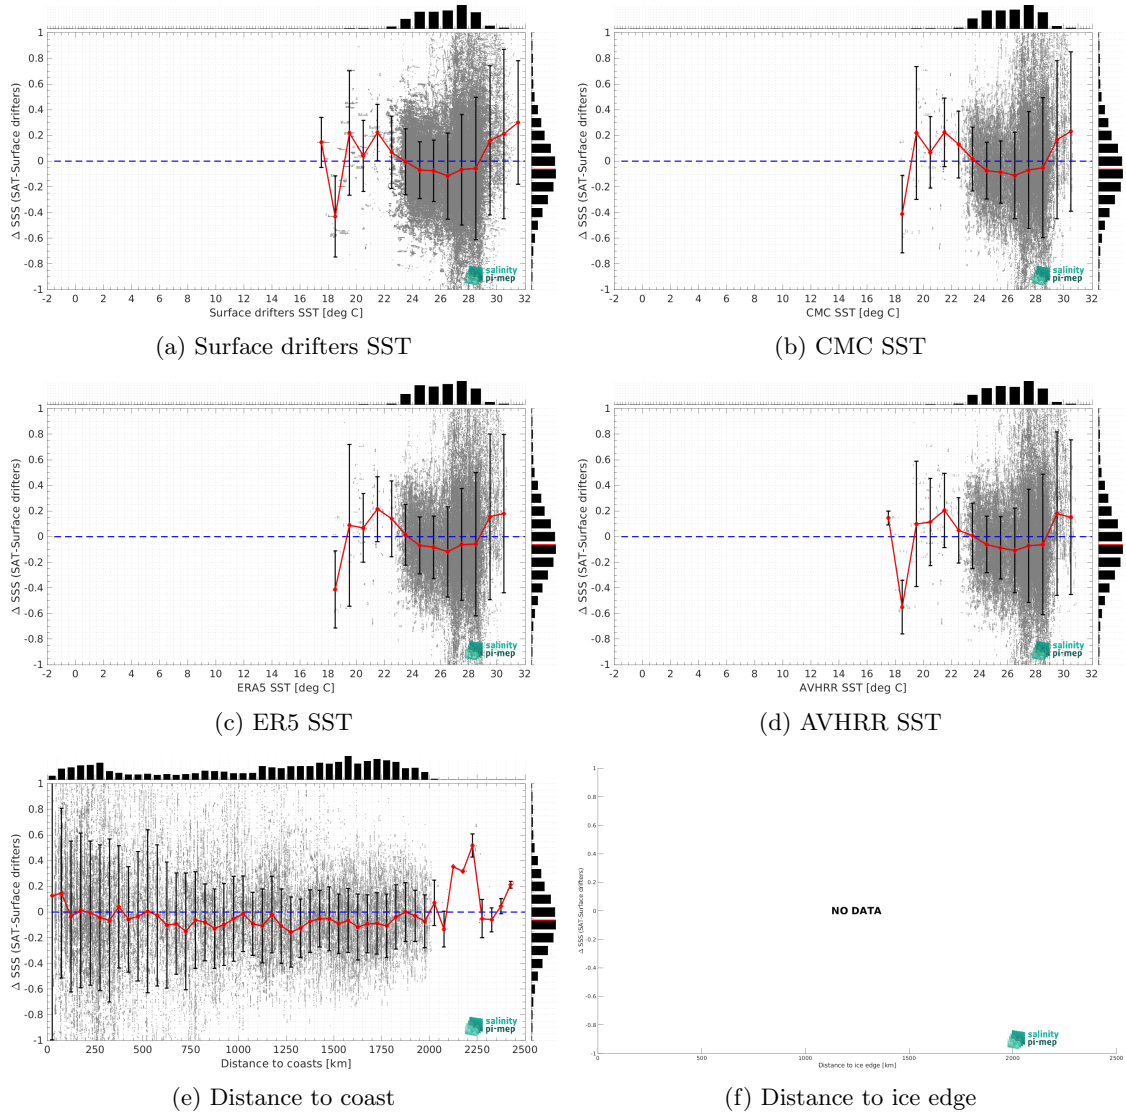 1
0.8
0.6
0.4
0.2
0
-0.2
-0.4
-0.6
-0.8
-1
Δ SSS (SAT-Surface drifters)
salinity
pi-mep
-2 0 2 4 6 8 10 12 14 16 18 20 22 24 26 28 30 32
Surface drifters SST [deg C]
(a) Surface drifters SST
1
0.8
0.6
0.4
0.2
0
-0.2
-0.4
-0.6
-0.8
-1
Δ SSS (SAT-Surface drifters)
salinity
pi-mep
-2 0 2 4 6 8 10 12 14 16 18 20 22 24 26 28 30 32
CMC SST [deg C]
(b) CMC SST
1
0.8
0.6
0.4
0.2
0
-0.2
-0.4
-0.6
-0.8
-1
Δ SSS (SAT-Surface drifters)
salinity
pi-mep
-2 0 2 4 6 8 10 12 14 16 18 20 22 24 26 28 30 32
ERA5 SST [deg C]
(c) ER5 SST
1
0.8
0.6
0.4
0.2
0
-0.2
-0.4
-0.6
-0.8
-1
Δ SSS (SAT-Surface drifters)
salinity
pi-mep
-2 0 2 4 6 8 10 12 14 16 18 20 22 24 26 28 30 32
AVHRR SST [deg C]
(d) AVHRR SST
1
0.8
0.6
0.4
0.2
0
-0.2
-0.4
-0.6
-0.8
-1
Δ SSS (SAT-Surface drifters)
salinity
pi-mep
0 250 500 750 1000 1250 1500 1750 2000 2250 2500
Distance to coasts [km]
(e) Distance to coast
1
0.8
0.6
0.4
0.2
0
-0.2
-0.4
-0.6
-0.8
-1
Δ SSS (SAT-Surface drifters)
NO DATA
salinity
pi-mep
0 500 1000 1500 2000 2500
Distance to ice edge [km]
(f) Distance to ice edge